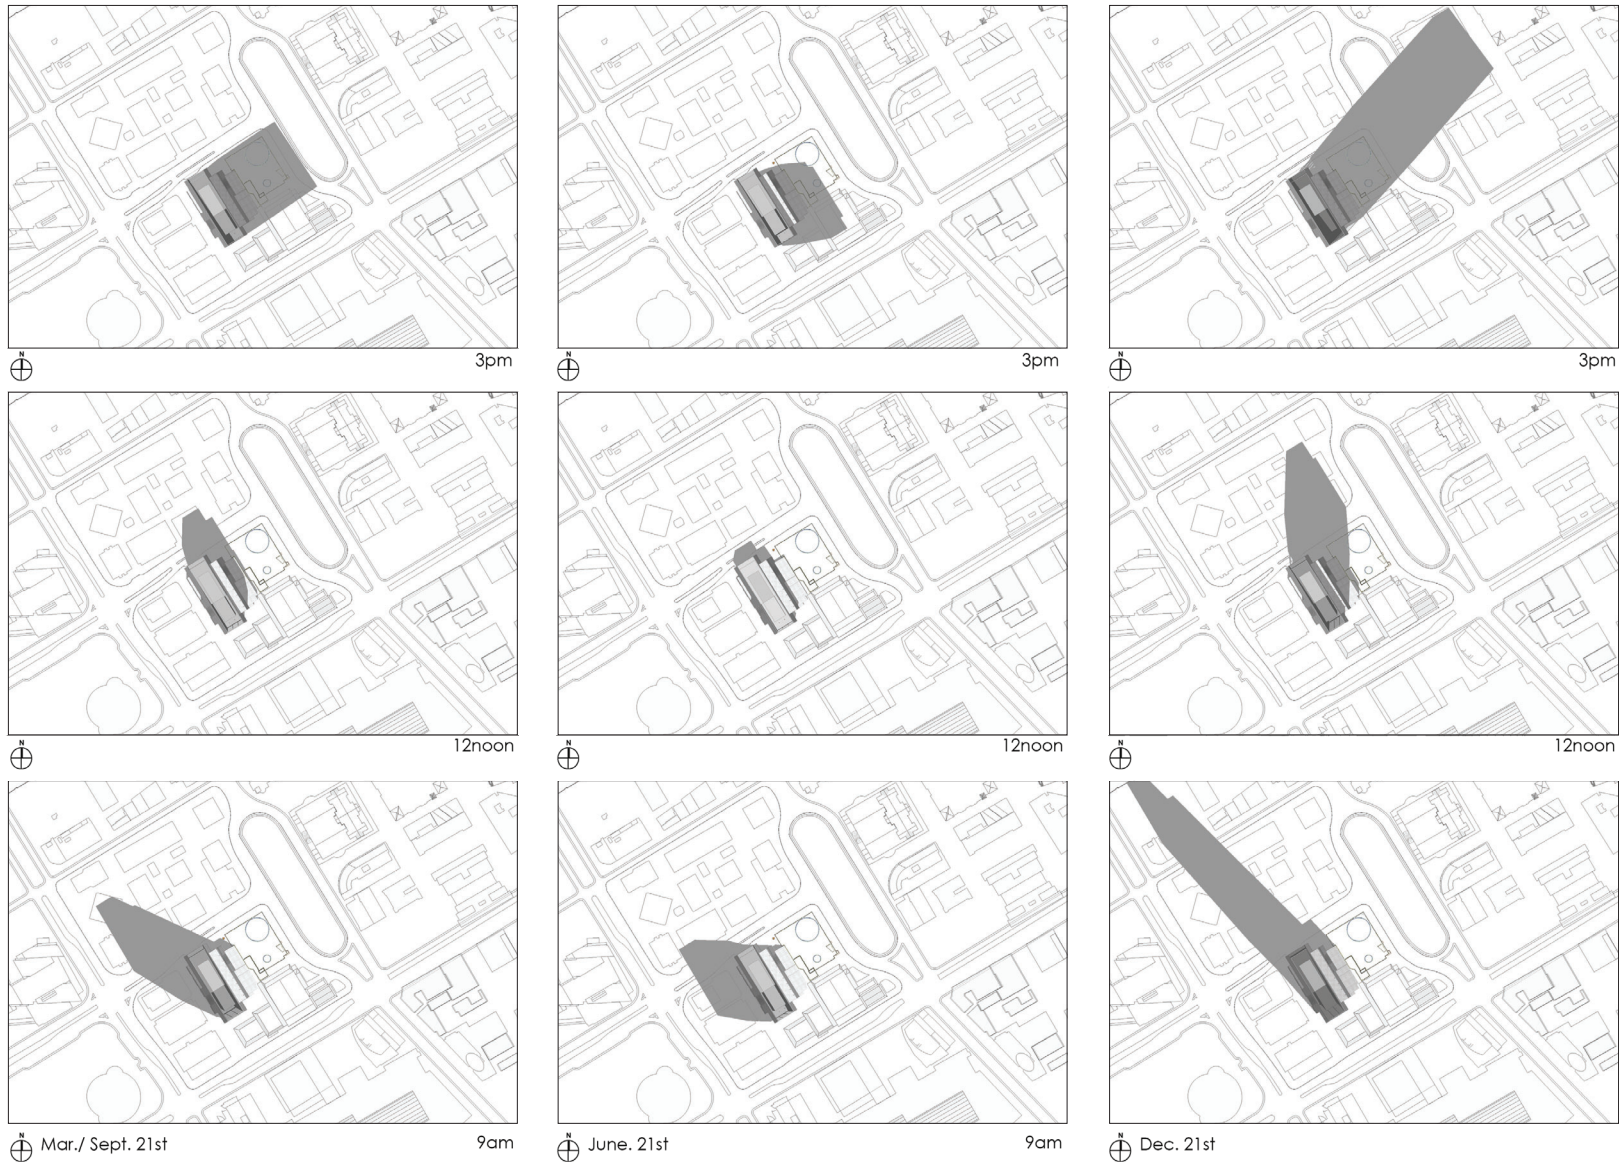 N 3pm N 3pm N 3pm
N 12noon N 12noon N 12noon
N Mar./ Sept. 21st 9am N June. 21st 9am N Dec. 21st